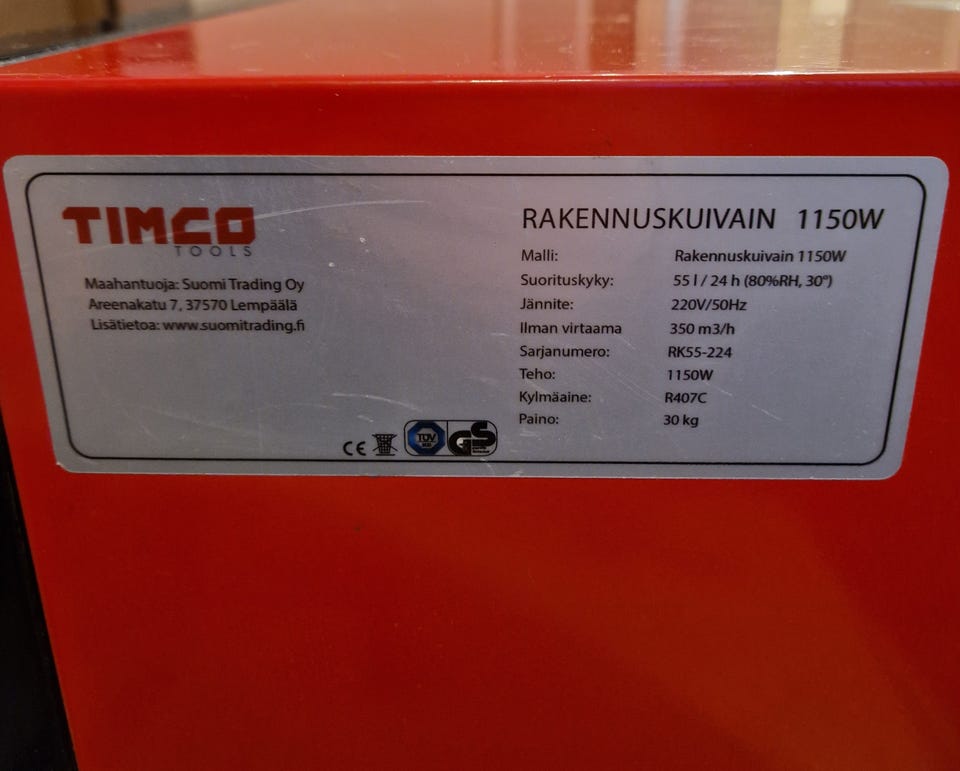 TIMCO
TOOLS
Maahantuoja: Suomi Trading Oy
Areenakatu 7, 37570 Lempäälä
Lisätietoa: www.suomitrading.fi
RAKENNUSKUIVAIN 1150W
Malli: Rakennuskuivain 1150W
Suorituskyky: 55 l / 24 h (80%RH, 30°)
Jännite: 220V/50Hz
Ilman virtaama 350 m3/h
Sarjanumero: RK55-224
Teho: 1150W
Kylmäaine: R407C
Paino: 30 kg
CE TÜV GS